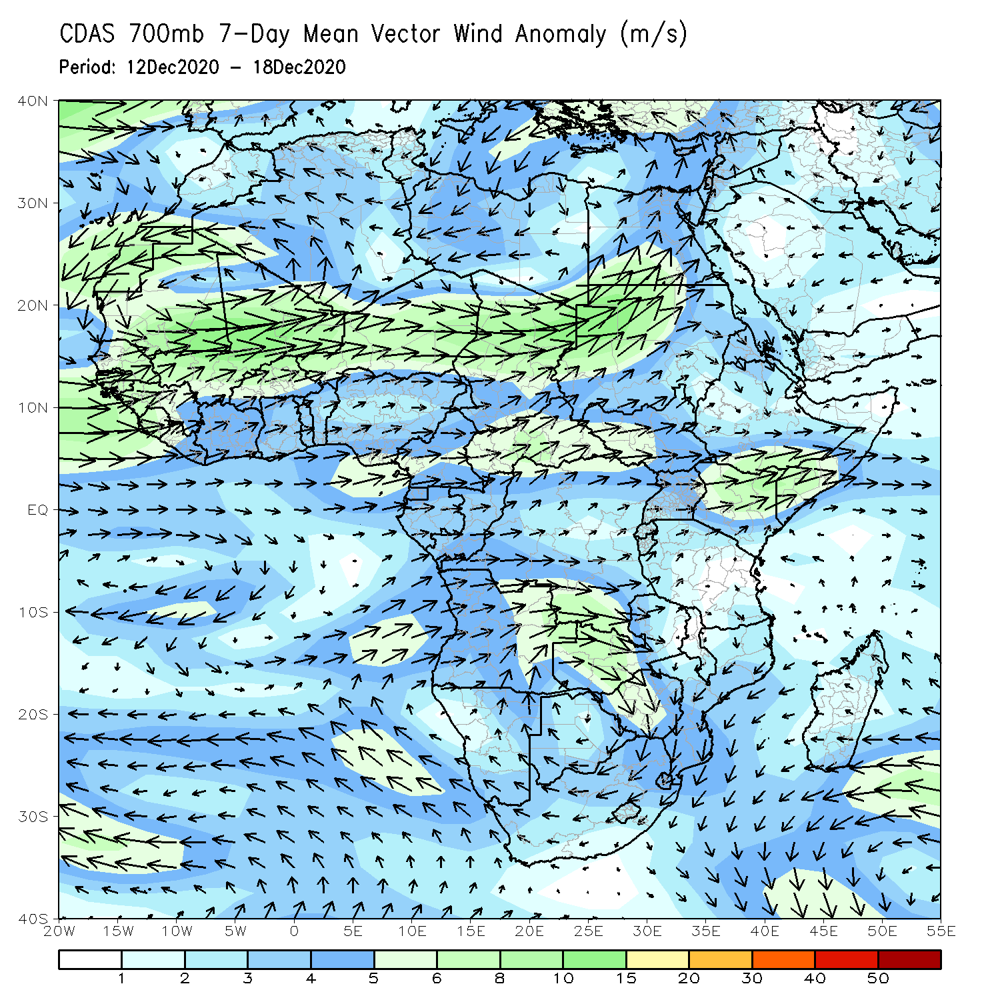 CDAS 700mb 7-Day Mean Vector Wind Anomaly (m/s)
Period: 12Dec2020 - 18Dec2020
40N
30N
20N
10N
EQ
10S
20S
30S
40S
20W 15W 10W 5W 0 5E 10E 15E 20E 25E 30E 35E 40E 45E 50E 55E
1 2 3 4 5 6 8 10 15 20 30 40 50